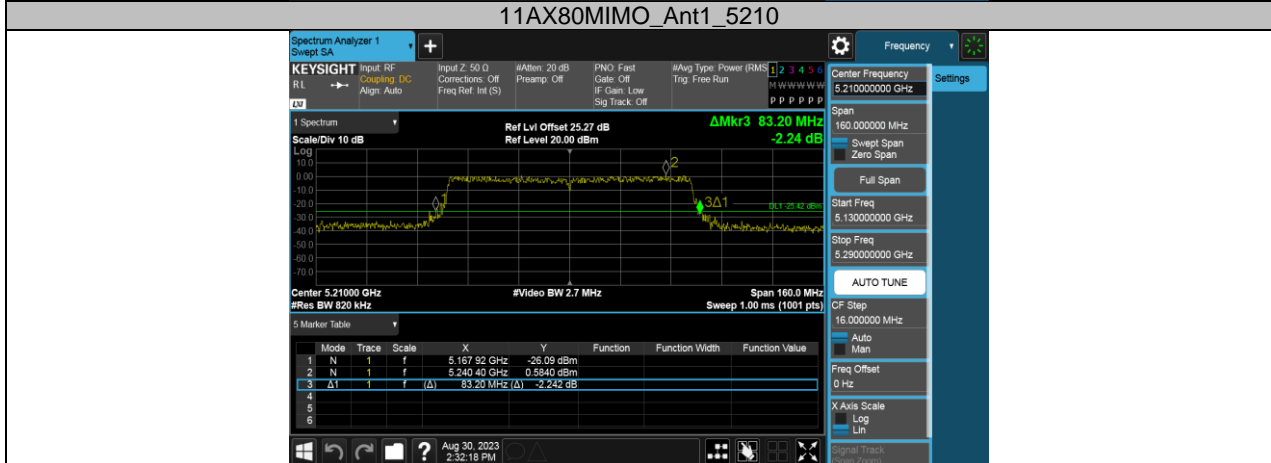 11AX80MIMO_Ant1_5210
Spectrum Analyzer 1
Swept SA
+
Frequency
KEYSIGHT Input: RF Input Z: 50 Ω #Atten: 20 dB PNO: Fast #Avg Type: Power (RMS 1 2 3 4 5 6
RL Coupling: DC Corrections: Off Preamp: Off Gate: Off Trig: Free Run M W W W W W
Align: Auto Freq Ref: Int (S) IF Gain: Low
Sig Track: Off P P P P P P
LXI
1 Spectrum
Ref Lvl Offset 25.27 dB ΔMkr3 83.20 MHz
Scale/Div 10 dB Ref Level 20.00 dBm -2.24 dB
Log
10.0
0.00
-10.0
-20.0
-30.0
-40.0
-50.0
-60.0
-70.0
2
1
3Δ1
DL1 -25.42 dBm
Center 5.21000 GHz #Video BW 2.7 MHz Span 160.0 MHz
#Res BW 820 kHz Sweep 1.00 ms (1001 pts)
5 Marker Table
Mode Trace Scale X Y Function Function Width Function Value
1 N 1 f 5.167 92 GHz -26.09 dBm
2 N 1 f 5.240 40 GHz 0.5840 dBm
3 Δ1 1 f (Δ) 83.20 MHz (Δ) -2.242 dB
4
5
6
?
Aug 30, 2023
2:32:18 PM
Center Frequency
5.210000000 GHz
Settings
Span
160.000000 MHz
Swept Span
Zero Span
Full Span
Start Freq
5.130000000 GHz
Stop Freq
5.290000000 GHz
AUTO TUNE
CF Step
16.000000 MHz
Auto
Man
Freq Offset
0 Hz
X Axis Scale
Log
Lin
Signal Track
(Span Zoom)